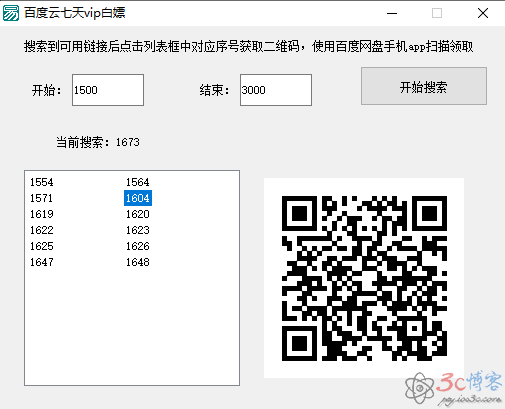 百度云七天vip白嫖
搜索到可用链接后点击列表框中对应序号获取二维码，使用百度网盘手机app扫描领取
开始： 1500 结束： 3000 开始搜索
当前搜索：1673
1554 1564
1571 1604
1619 1620
1622 1623
1625 1626
1647 1648
3c博客